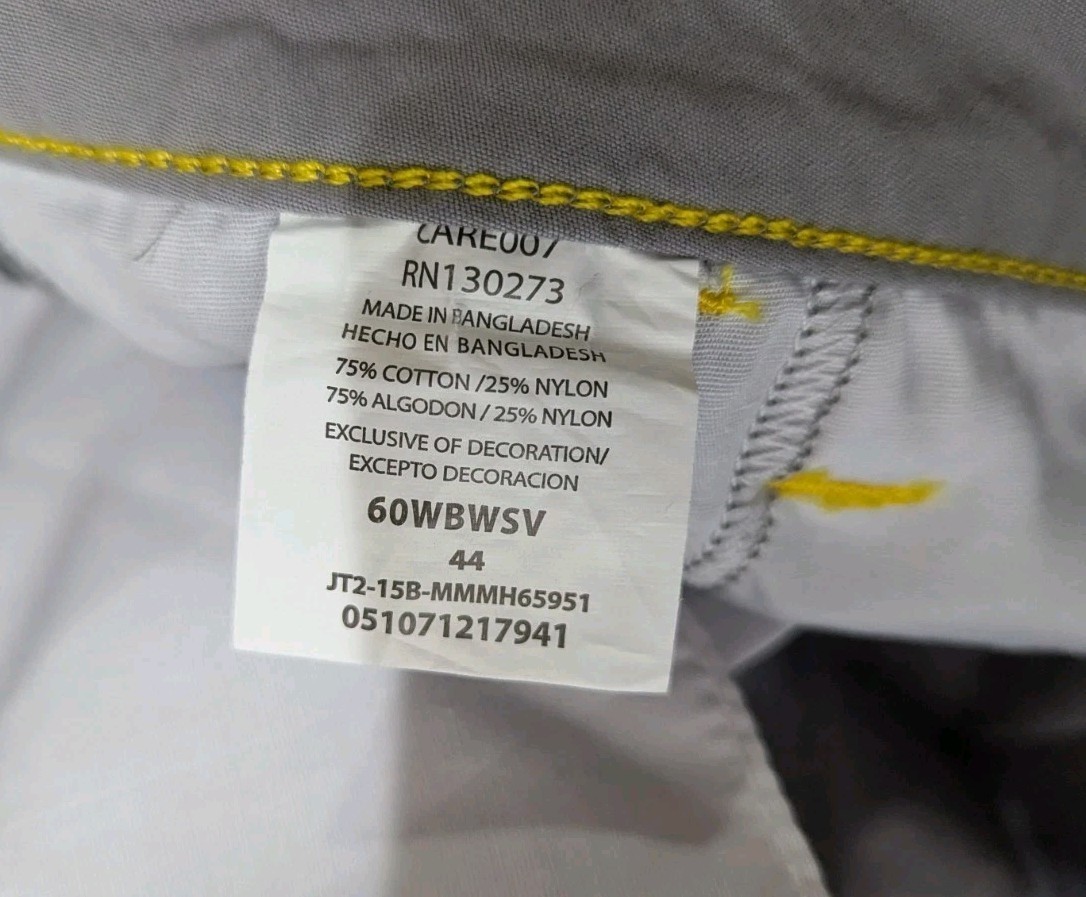 CARE007
RN130273
MADE IN BANGLADESH
HECHO EN BANGLADESH
75% COTTON /25% NYLON
75% ALGODON / 25% NYLON
EXCLUSIVE OF DECORATION/
EXCEPTO DECORACION
60WBWSV
44
JT2-15B-MMMH65951
051071217941